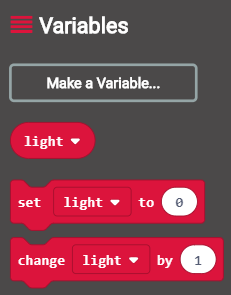 Variables
Make a Variable...
light
set light to 0
change light by 1